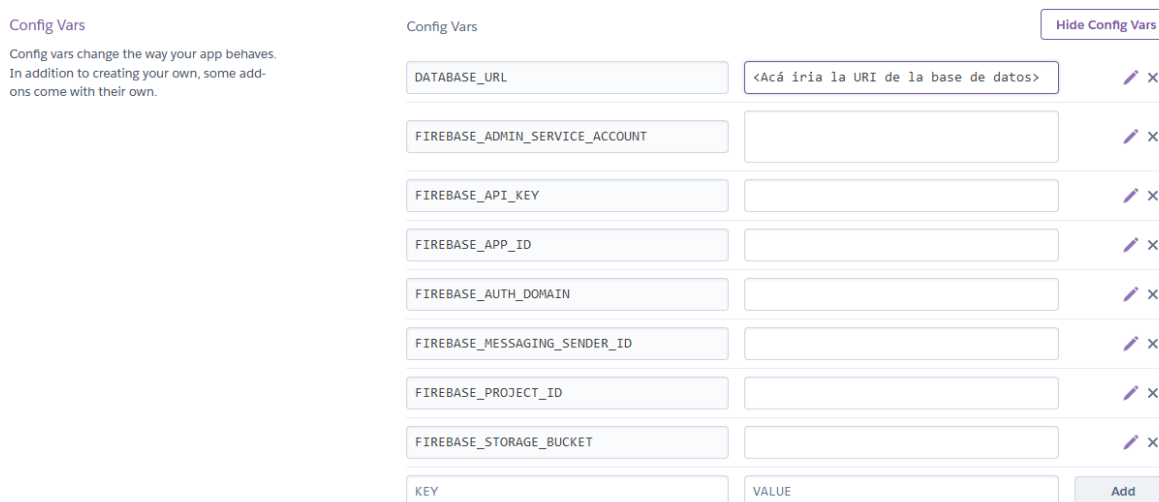 Config Vars
Config vars change the way your app behaves.
In addition to creating your own, some add-
ons come with their own.
Config Vars
Hide Config Vars
DATABASE_URL
<Acá iria la URI de la base de datos>
FIREBASE_ADMIN_SERVICE_ACCOUNT
FIREBASE_API_KEY
FIREBASE_APP_ID
FIREBASE_AUTH_DOMAIN
FIREBASE_MESSAGING_SENDER_ID
FIREBASE_PROJECT_ID
FIREBASE_STORAGE_BUCKET
KEY
VALUE
Add